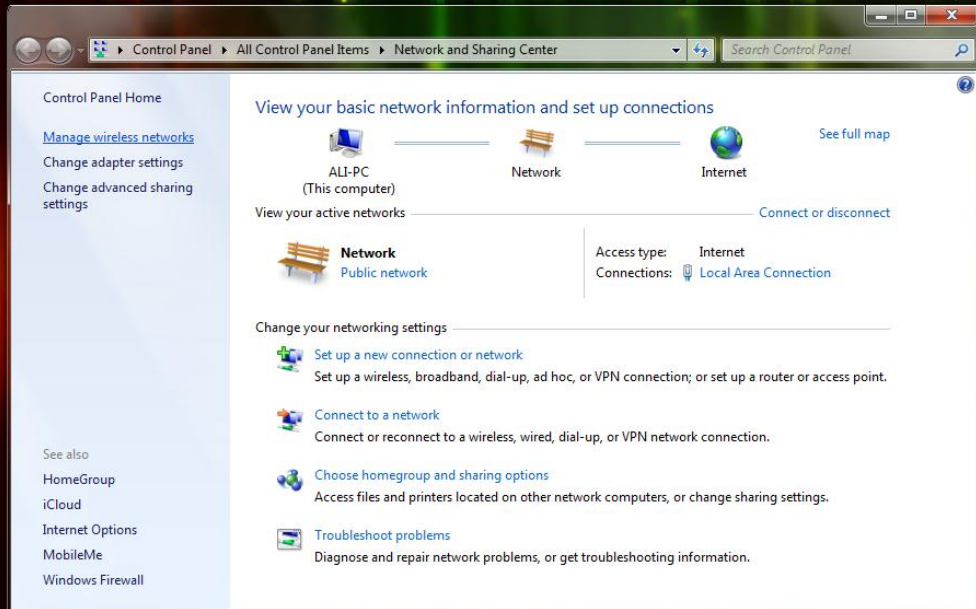 Control Panel ▸ All Control Panel Items ▸ Network and Sharing Center
Search Control Panel
Control Panel Home
Manage wireless networks
Change adapter settings
Change advanced sharing
settings
See also
HomeGroup
iCloud
Internet Options
MobileMe
Windows Firewall
View your basic network information and set up connections
See full map
ALI-PC
(This computer)
Network
Internet
View your active networks
Connect or disconnect
Network
Public network
Access type: Internet
Connections: Local Area Connection
Change your networking settings
Set up a new connection or network
Set up a wireless, broadband, dial-up, ad hoc, or VPN connection; or set up a router or access point.
Connect to a network
Connect or reconnect to a wireless, wired, dial-up, or VPN network connection.
Choose homegroup and sharing options
Access files and printers located on other network computers, or change sharing settings.
Troubleshoot problems
Diagnose and repair network problems, or get troubleshooting information.